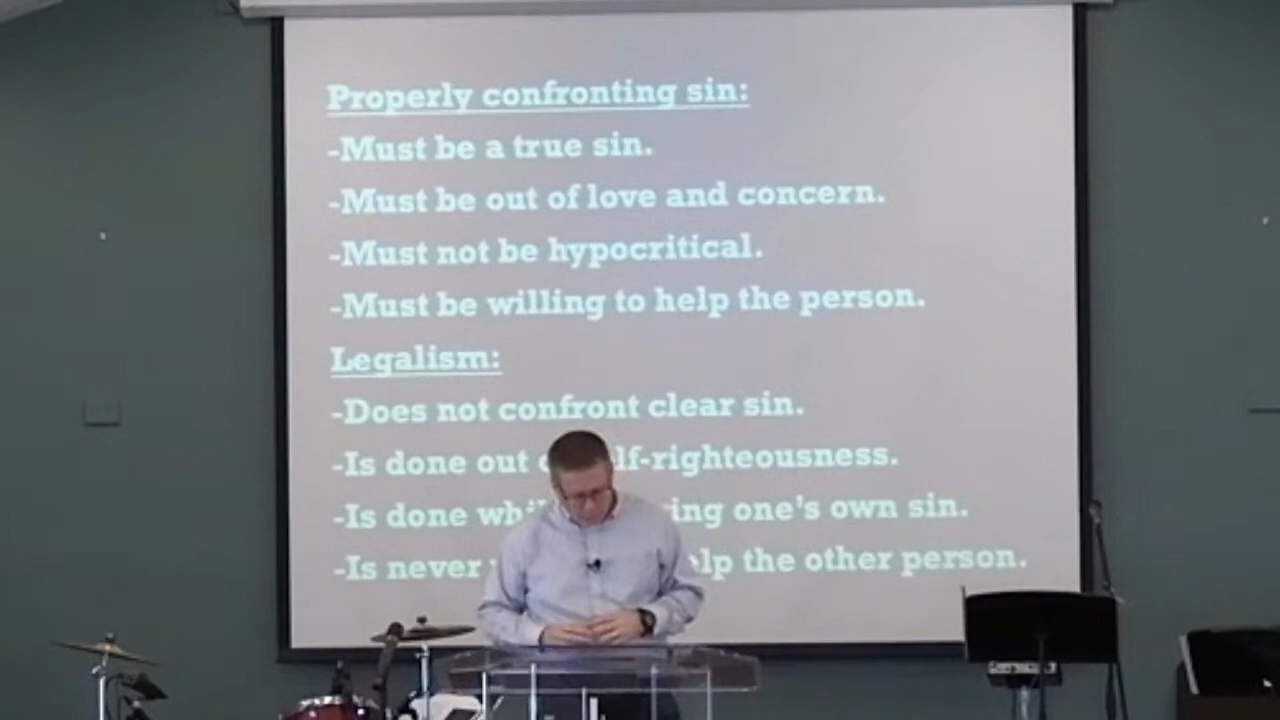 Properly confronting sin:
-Must be a true sin.
-Must be out of love and concern.
-Must not be hypocritical.
-Must be willing to help the person.
Legalism:
-Does not confront clear sin.
-Is done out lf-righteousness.
-Is done ing one's own sin.
-Is never lp the other person.